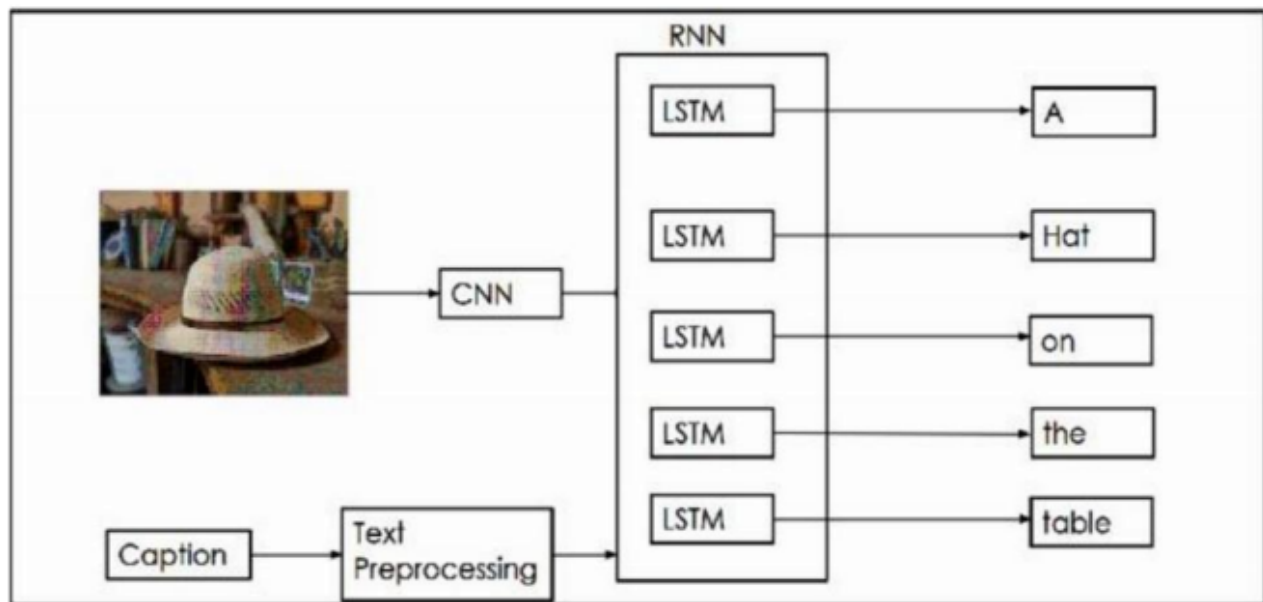 RNN
LSTM
A
LSTM
Hat
CNN
LSTM
on
LSTM
the
LSTM
table
Caption
Text
Preprocessing